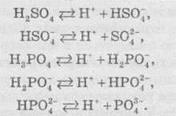 H₂SO₄ ⇄ H⁺ + HSO₄⁻,
HSO₄⁻ ⇄ H⁺ + SO₄²⁻,
H₃PO₄ ⇄ H⁺ + H₂PO₄⁻,
H₂PO₄⁻ ⇄ H⁺ + HPO₄²⁻,
HPO₄²⁻ ⇄ H⁺ + PO₄³⁻.